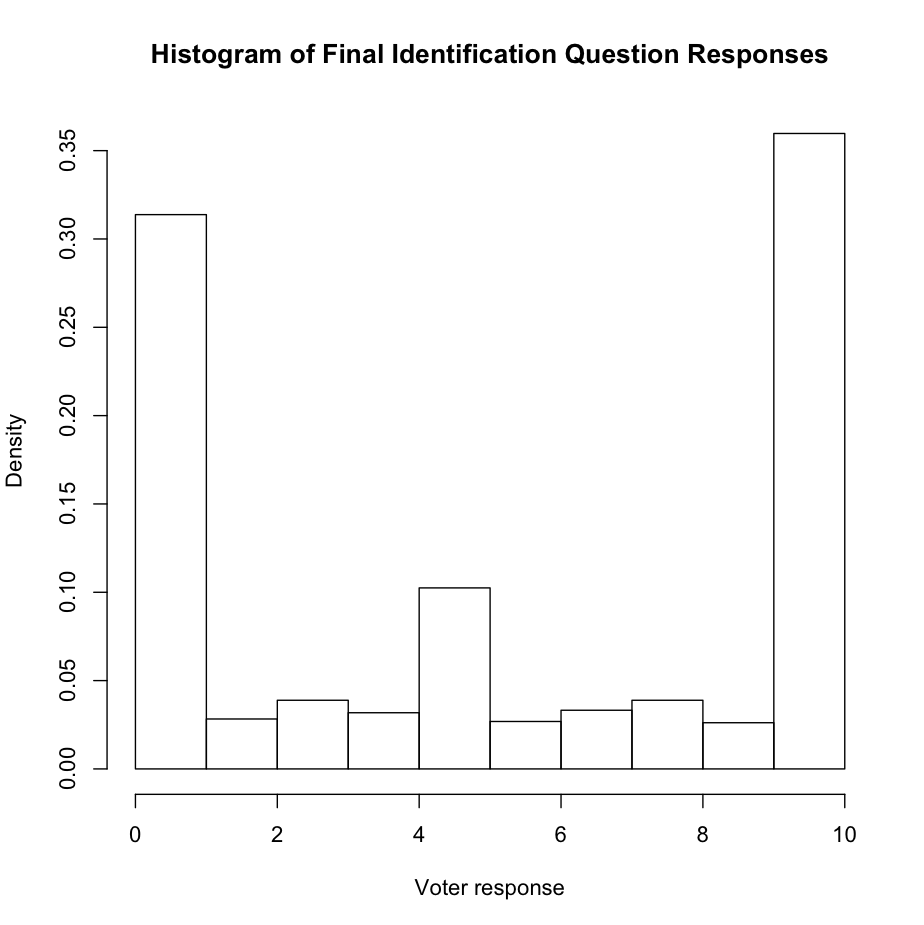 Histogram of Final Identification Question Responses
0.35
0.30
0.25
0.20
0.15
0.10
0.05
0.00
Density
0 2 4 6 8 10
Voter response